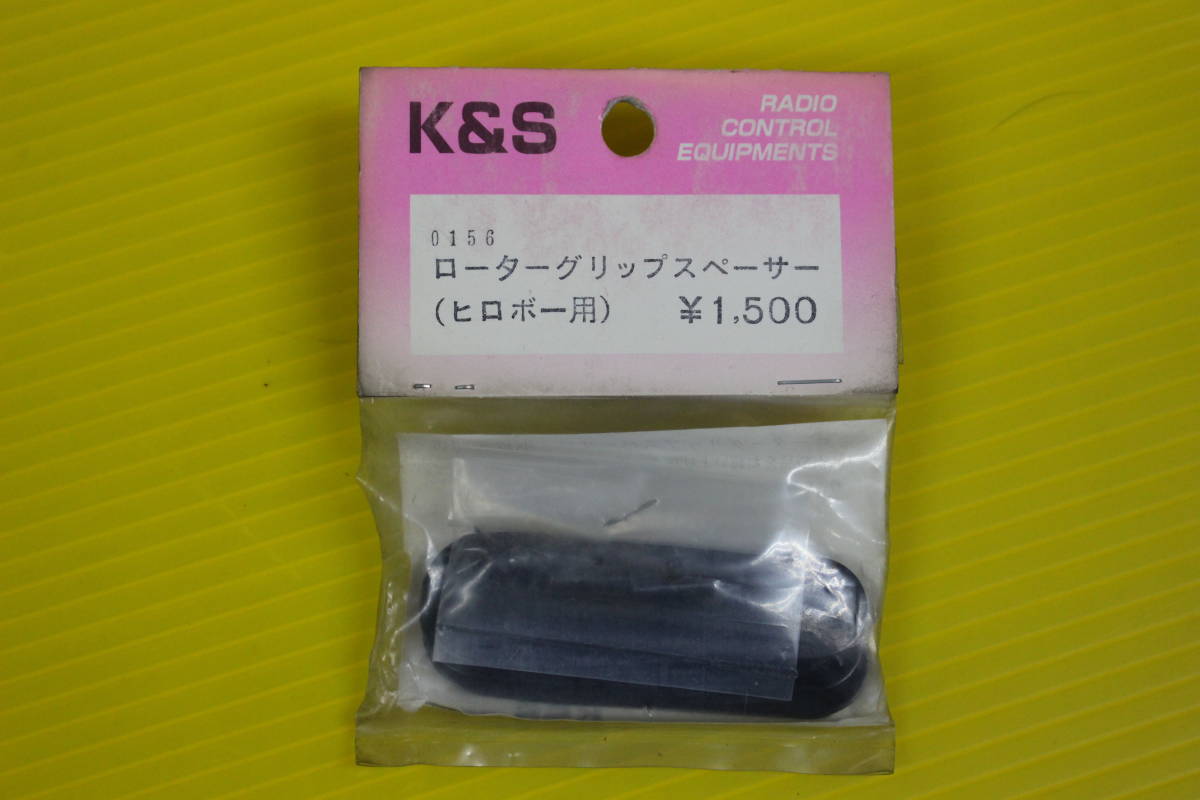 K&S
RADIO
CONTROL
EQUIPMENTS
0156
ローターグリップスペーサー
(ヒロボー用) ¥1,500